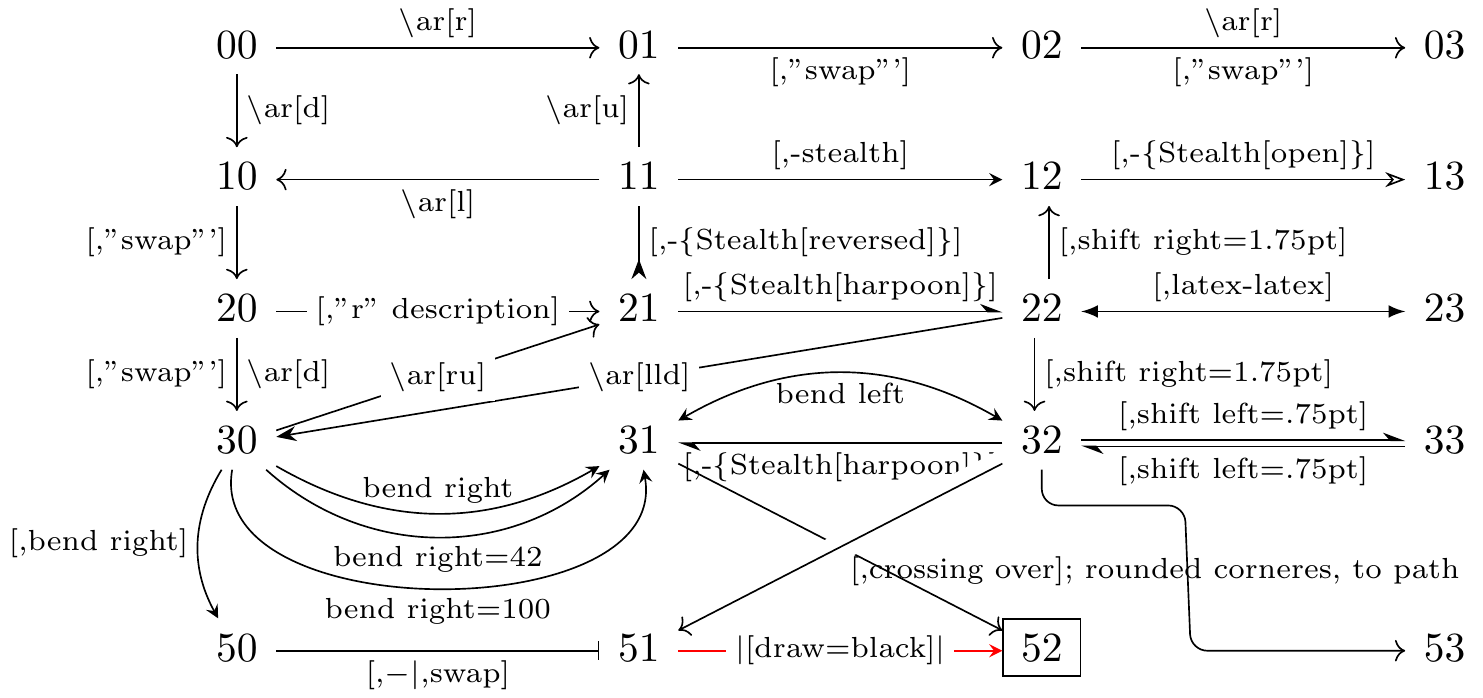 \ar[r] \ar[r]
00 01 02 03
[,"swap"'] [,"swap"']
\ar[d] \ar[u]
[,-stealth] [,-{Stealth[open]}]
10 11 12 13
\ar[l]
[,"swap"'] [,-{Stealth[reversed]}] [,shift right=1.75pt]
[,-{Stealth[harpoon]}] [,latex-latex]
20 [,"r" description] 21 22 23
[,"swap"'] \ar[d] \ar[ru] \ar[lld] [,shift right=1.75pt]
bend left [,shift left=.75pt]
30 31 32 33
[,-{Stealth[harpoon]}] [,shift left=.75pt]
bend right
[,bend right] bend right=42
[,crossing over]; rounded corneres, to path
bend right=100
50 51 |[draw=black]| 52 53
[,−|,swap]